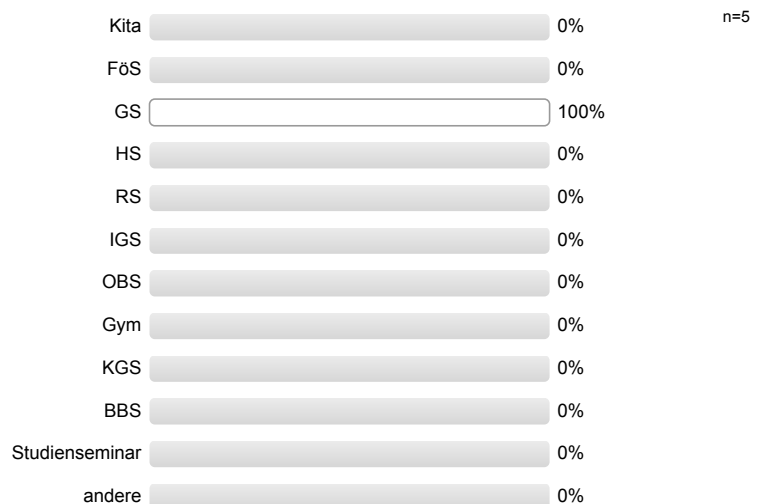 n=5
Kita 0%
FöS 0%
GS 100%
HS 0%
RS 0%
IGS 0%
OBS 0%
Gym 0%
KGS 0%
BBS 0%
Studienseminar 0%
andere 0%